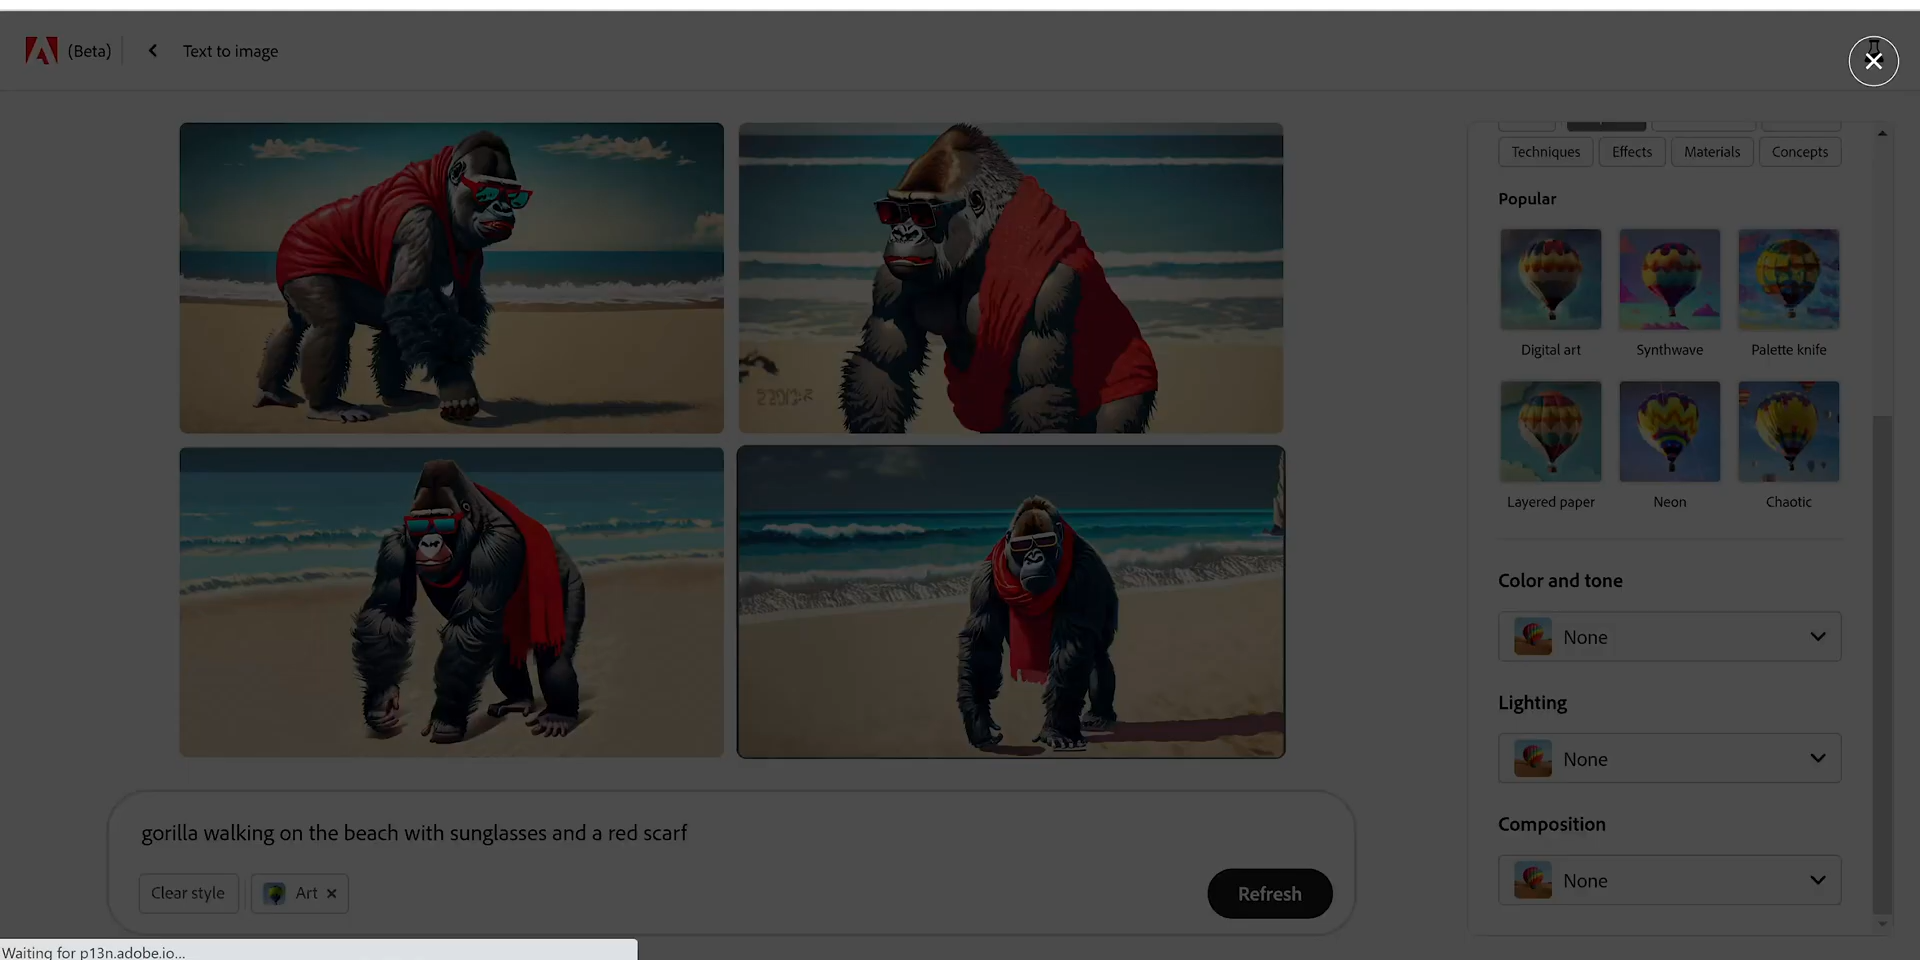 (Beta)
Text to image
Techniques
Effects
Materials
Concepts
Popular
Digital art
Synthwave
Palette knife
Layered paper
Neon
Chaotic
Color and tone
None
Lighting
None
Composition
None
gorilla walking on the beach with sunglasses and a red scarf
Clear style
Art
Refresh
Waiting for p13n.adobe.io...